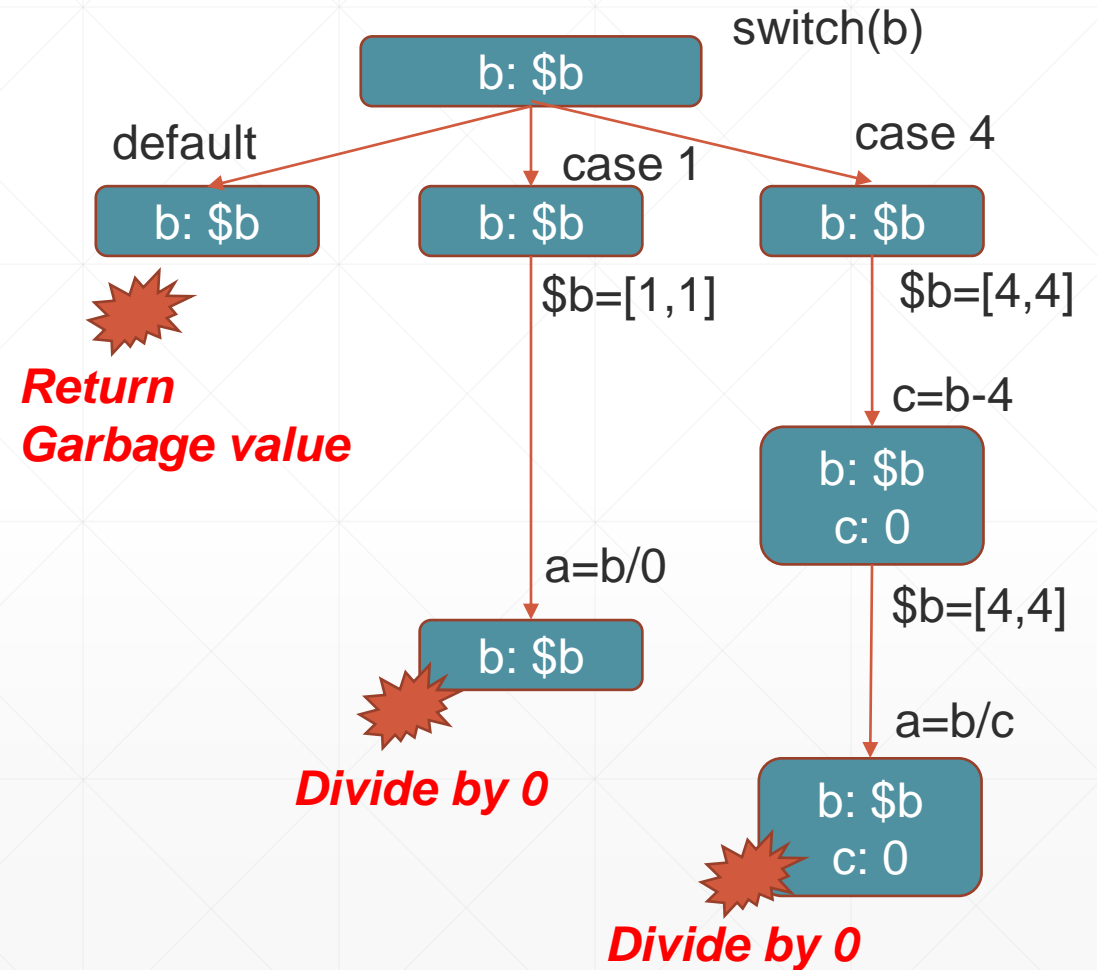 switch(b)
b: $b
default
case 1
case 4
b: $b
b: $b
b: $b
$b=[1,1]
$b=[4,4]
Return
Garbage value
c=b-4
b: $b
c: 0
a=b/0
$b=[4,4]
b: $b
a=b/c
Divide by 0
b: $b
c: 0
Divide by 0